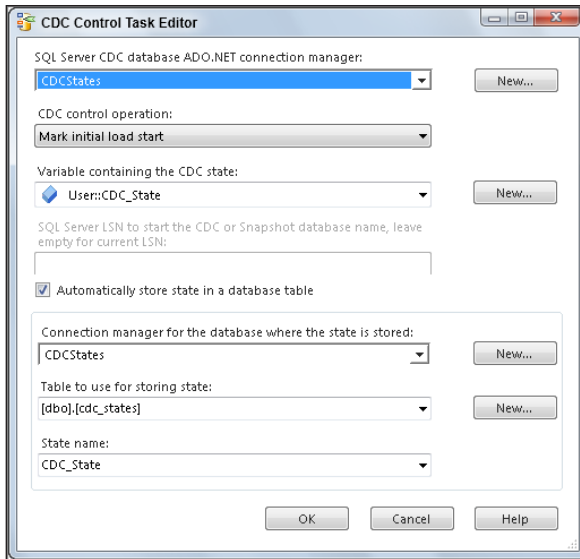 CDC Control Task Editor
SQL Server CDC database ADO.NET connection manager:
CDCStates
New...
CDC control operation:
Mark initial load start
Variable containing the CDC state:
User::CDC_State
New...
SQL Server LSN to start the CDC or Snapshot database name, leave
empty for current LSN:
Automatically store state in a database table
Connection manager for the database where the state is stored:
CDCStates
New...
Table to use for storing state:
[dbo].[cdc_states]
New...
State name:
CDC_State
OK
Cancel
Help